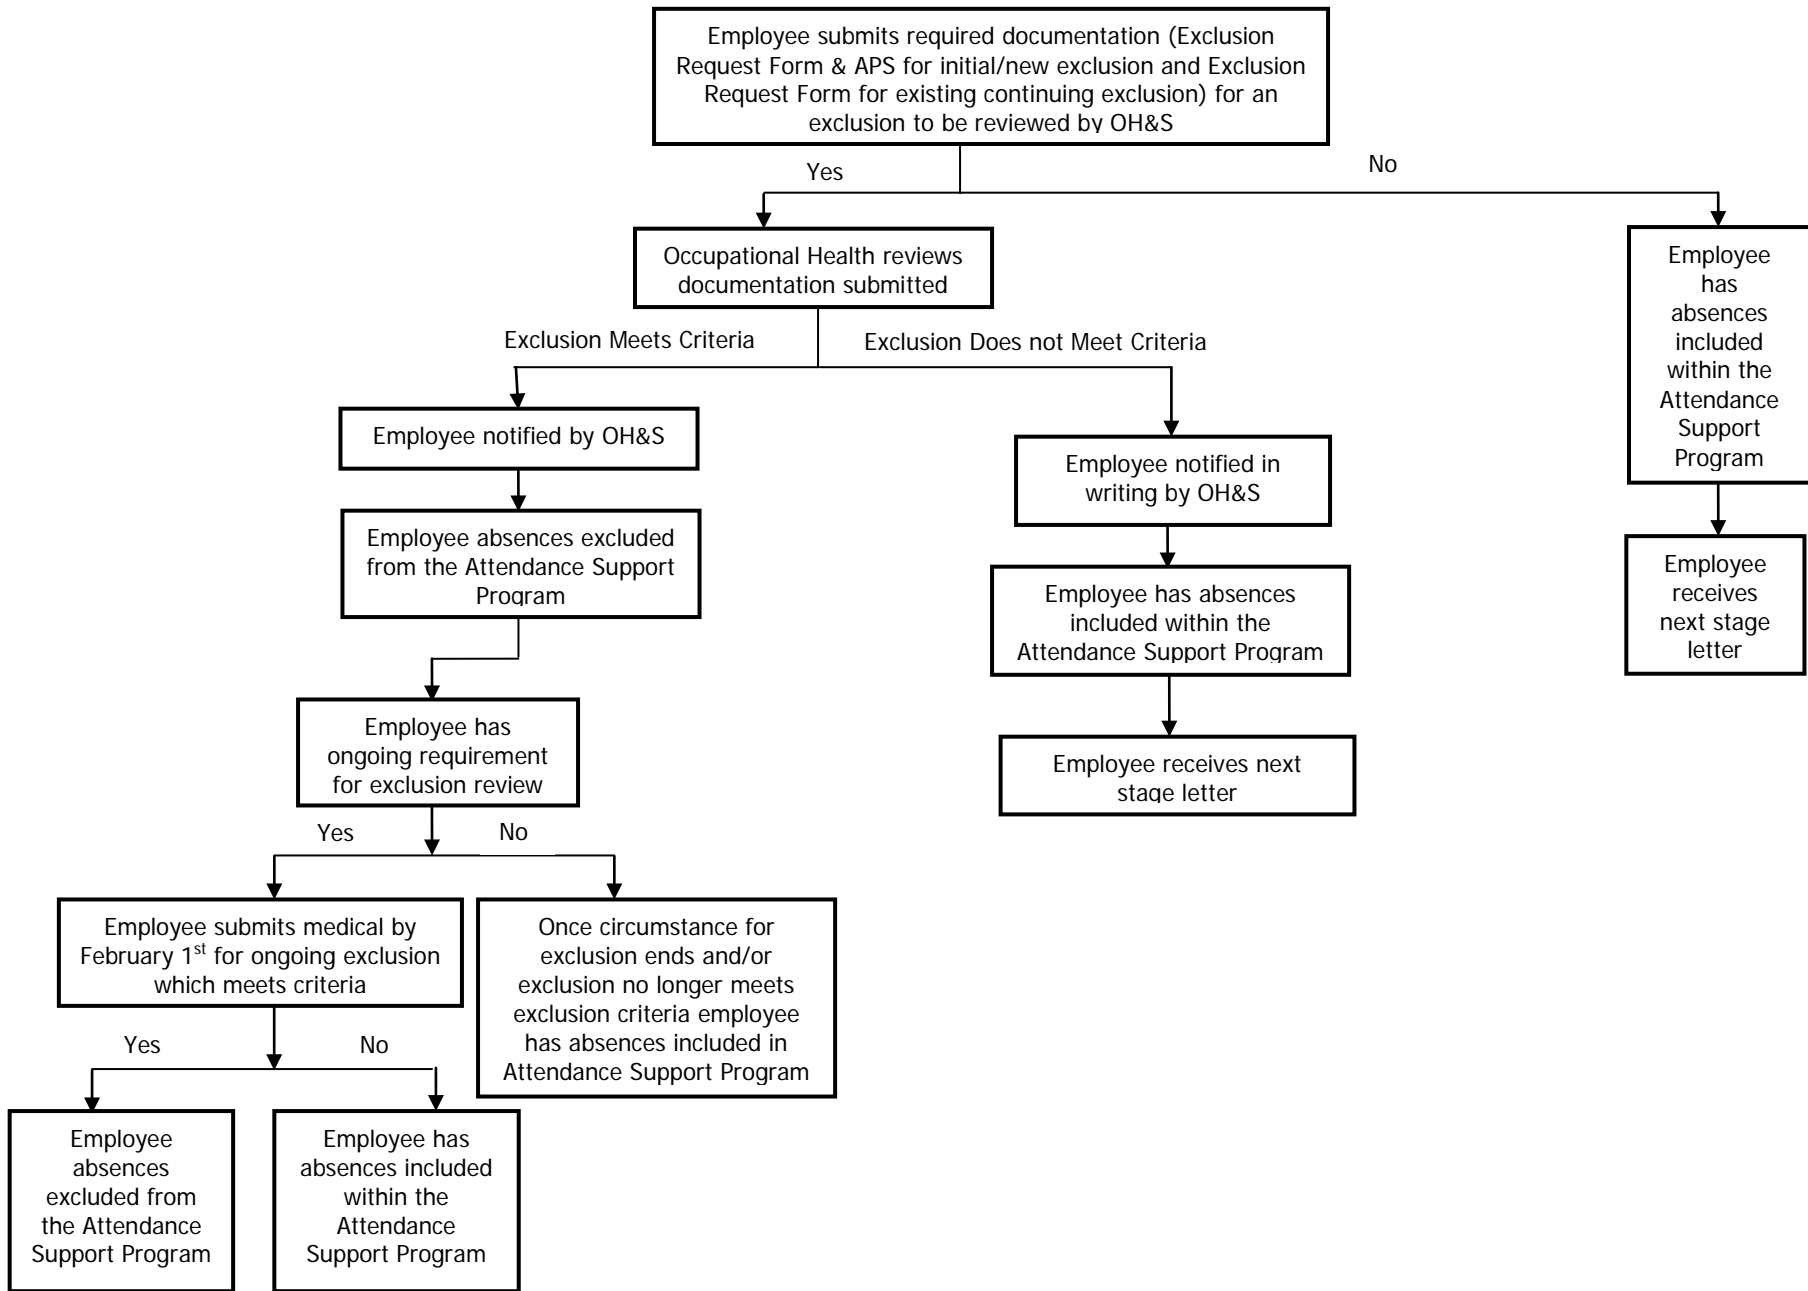 Employee submits required documentation (Exclusion
Request Form & APS for initial/new exclusion and Exclusion
Request Form for existing continuing exclusion) for an
exclusion to be reviewed by OH&S
Yes
No
Occupational Health reviews
documentation submitted
Employee
has
absences
included
within the
Attendance
Support
Program
Exclusion Meets Criteria
Exclusion Does not Meet Criteria
Employee notified by OH&S
Employee notified in
writing by OH&S
Employee absences excluded
from the Attendance Support
Program
Employee has absences
included within the
Attendance Support Program
Employee
receives
next stage
letter
Employee has
ongoing requirement
for exclusion review
Employee receives next
stage letter
Yes
No
Employee submits medical by
February 1st for ongoing exclusion
which meets criteria
Once circumstance for
exclusion ends and/or
exclusion no longer meets
exclusion criteria employee
has absences included in
Attendance Support Program
Yes
No
Employee
absences
excluded from
the Attendance
Support Program
Employee has
absences included
within the
Attendance
Support Program